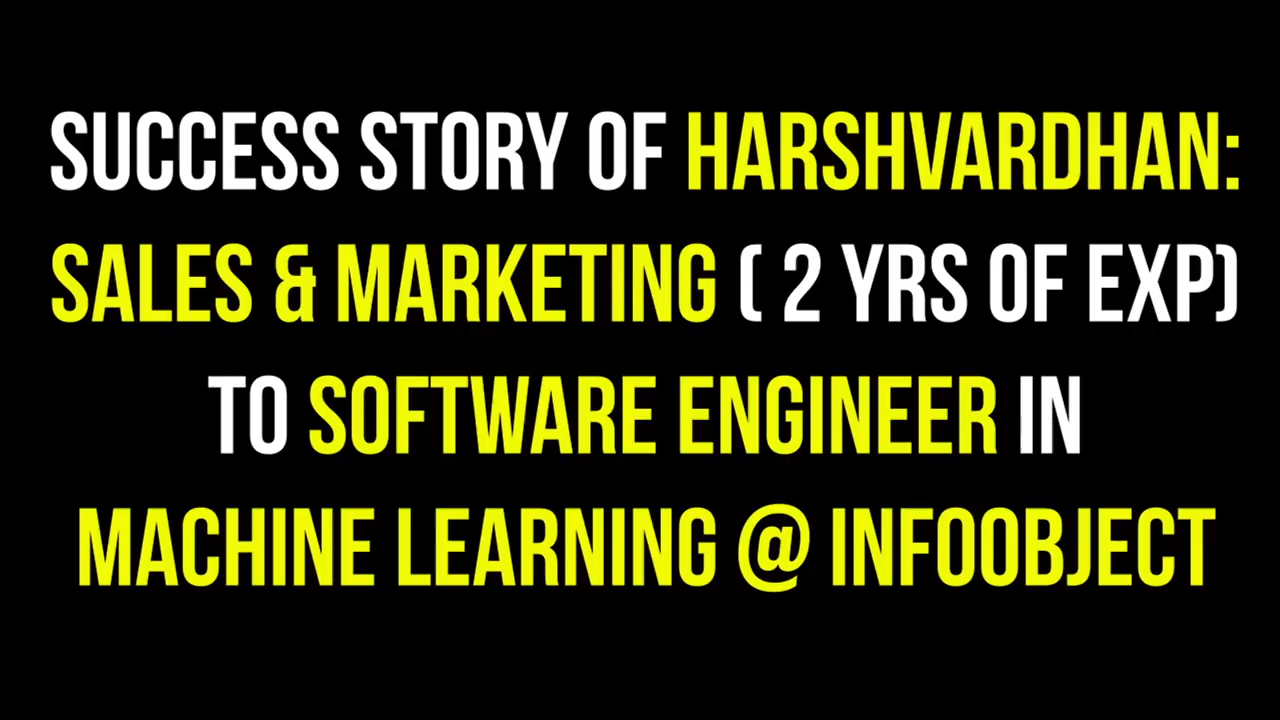 SUCCESS STORY OF HARSHVARDHAN:
SALES & MARKETING ( 2 YRS OF EXP)
TO SOFTWARE ENGINEER IN
MACHINE LEARNING @ INFOOBJECT